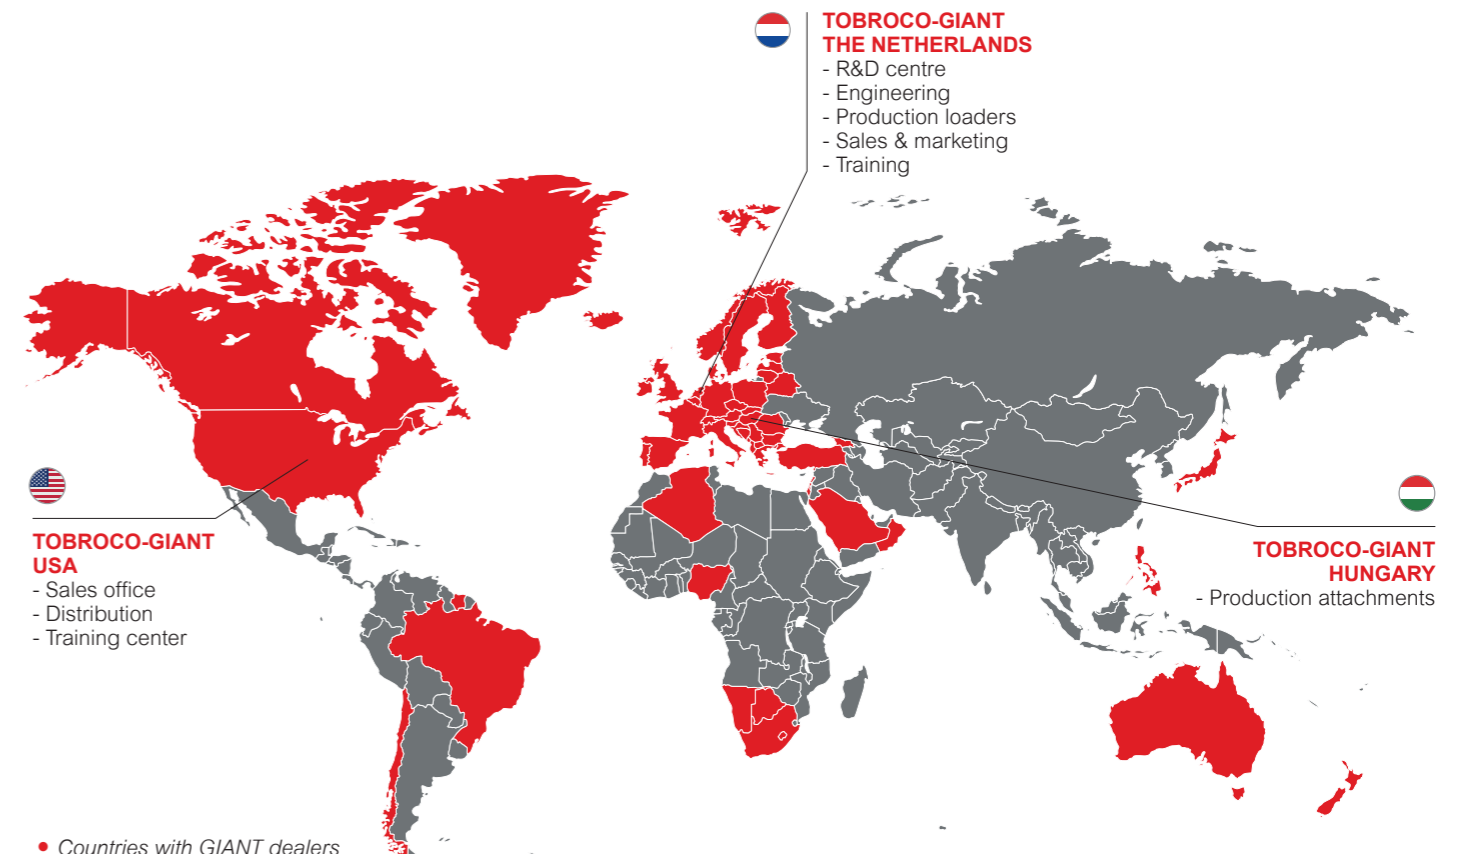 TOBROCO-GIANT
THE NETHERLANDS
- R&D centre
- Engineering
- Production loaders
- Sales & marketing
- Training
TOBROCO-GIANT
USA
- Sales office
- Distribution
- Training center
TOBROCO-GIANT
HUNGARY
- Production attachments
• Countries with GIANT dealers